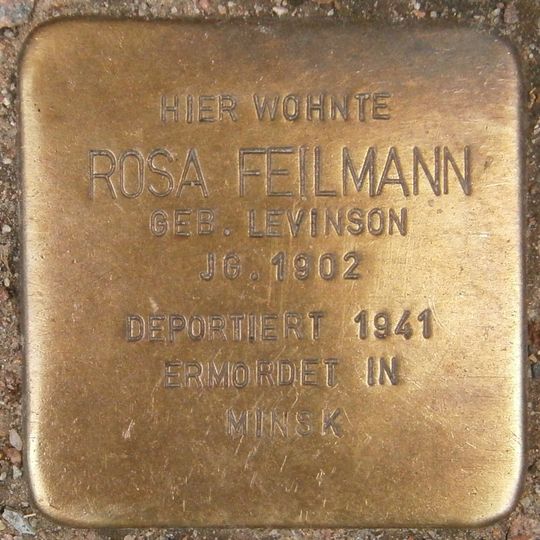 HIER WOHNTE
ROSA FEILMANN
GEB. LEVINSON
JG. 1902
DEPORTIERT 1941
ERMORDET IN
MINSK